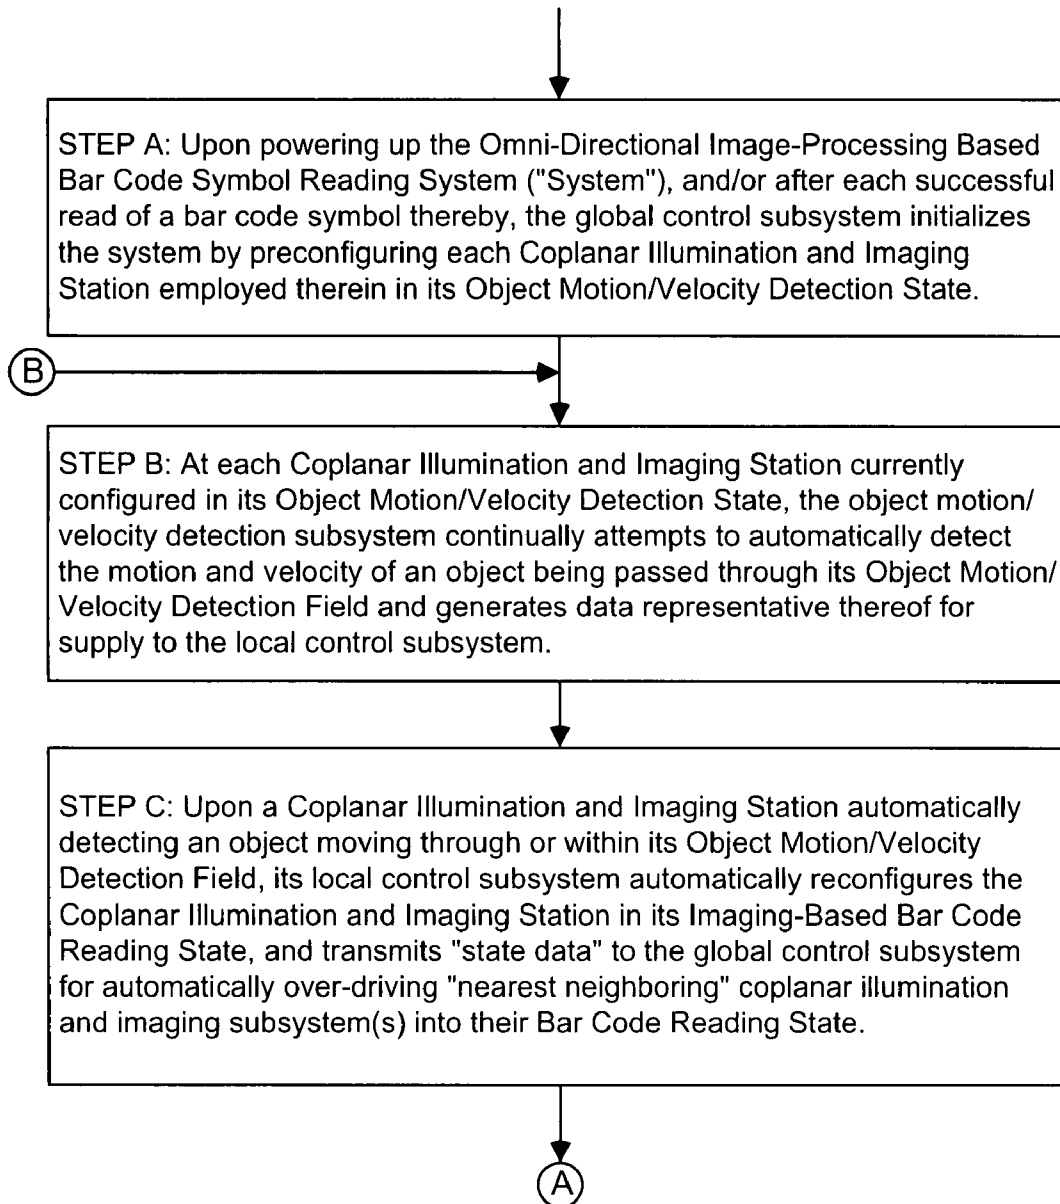 STEP A: Upon powering up the Omni-Directional Image-Processing Based
Bar Code Symbol Reading System ("System"), and/or after each successful
read of a bar code symbol thereby, the global control subsystem initializes
the system by preconfiguring each Coplanar Illumination and Imaging
Station employed therein in its Object Motion/Velocity Detection State.
B
STEP B: At each Coplanar Illumination and Imaging Station currently
configured in its Object Motion/Velocity Detection State, the object motion/
velocity detection subsystem continually attempts to automatically detect
the motion and velocity of an object being passed through its Object Motion/
Velocity Detection Field and generates data representative thereof for
supply to the local control subsystem.
STEP C: Upon a Coplanar Illumination and Imaging Station automatically
detecting an object moving through or within its Object Motion/Velocity
Detection Field, its local control subsystem automatically reconfigures the
Coplanar Illumination and Imaging Station in its Imaging-Based Bar Code
Reading State, and transmits "state data" to the global control subsystem
for automatically over-driving "nearest neighboring" coplanar illumination
and imaging subsystem(s) into their Bar Code Reading State.
A